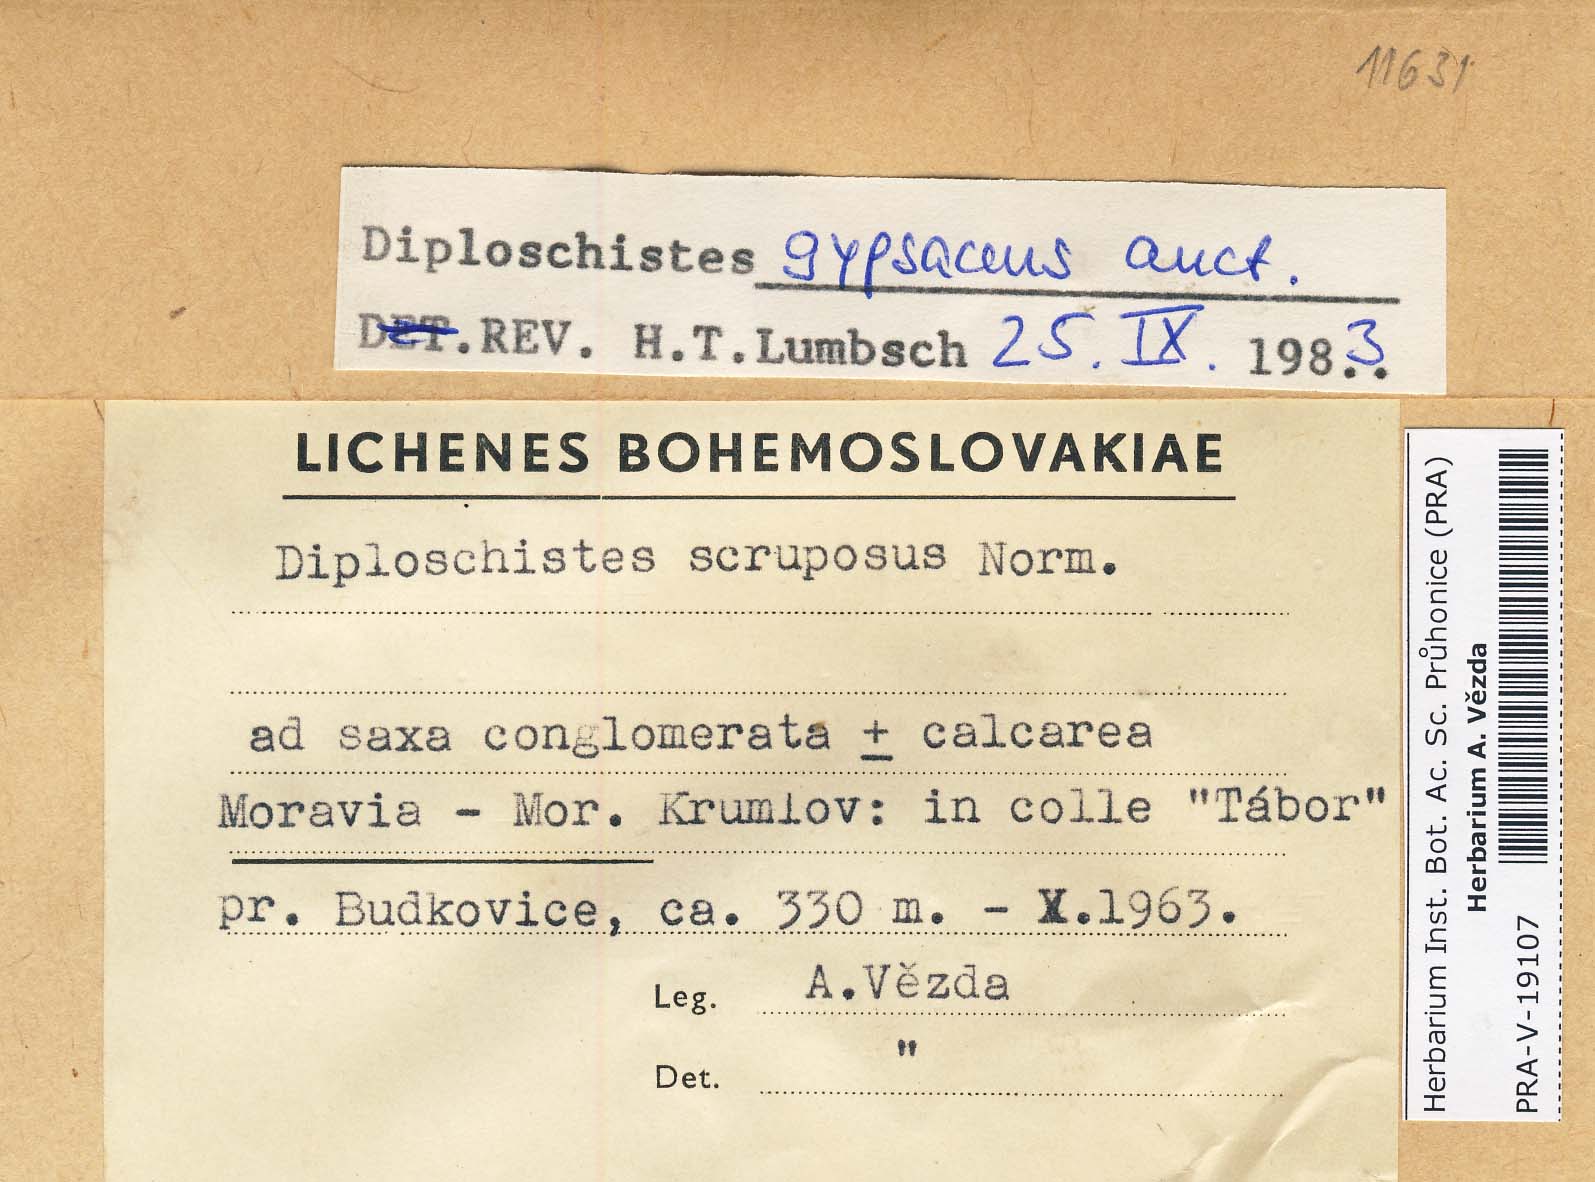 11631
Diploschistes gypsaceus auct.
DET.REV. H.T.Lumbsch 25. IX. 1983.
LICHENES BOHEMOSLOVAKIAE
Diploschistes scruposus Norm.
ad saxa conglomerata ± calcarea
Moravia - Mor. Krumlov: in colle "Tábor"
pr. Budkovice, ca. 330 m. - X.1963.
Leg. A.Vězda
Det. "
Herbarium Inst. Bot. Ac. Sc. Průhonice (PRA)
Herbarium A. Vězda
PRA-V-19107